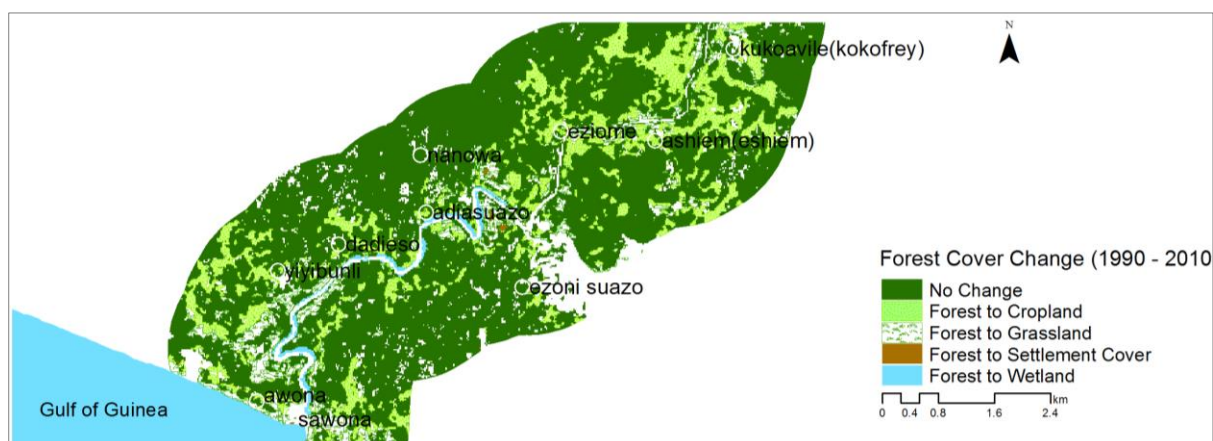 N
kukoavile(kokofrey)
eziome
ashiem(eshiem)
nanowa
adiasuazo
dadieso
yiyibunli
ezoni suazo
awona
sawona
Gulf of Guinea
Forest Cover Change (1990 - 2010
No Change
Forest to Cropland
Forest to Grassland
Forest to Settlement Cover
Forest to Wetland
km
0 0.4 0.8 1.6 2.4